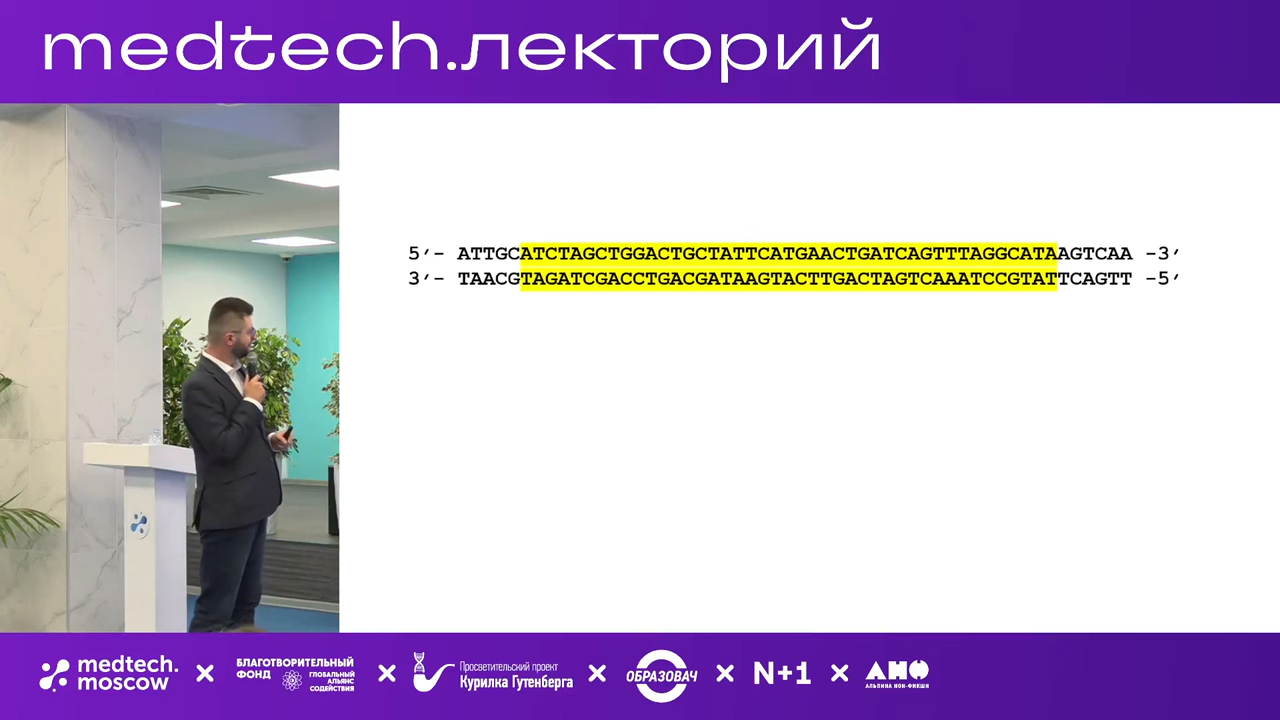 medtech.лекторий
5′- ATTGCATCTAGCTGGACTGCTATTCATGAACTGATCAGTTTAGGCATAAGTCAA -3′
3′- TAACGTAGATCGACCTGACGATAAGTACTTGACTAGTCAAATCCGTATTCAGTT -5′
medtech.
moscow
×
БЛАГОТВОРИТЕЛЬНЫЙ
ФОНД
ГЛОБАЛЬНЫЙ
АЛЬЯНС
СОДЕЙСТВИЯ
×
Просветительский проект
Курилка Гутенберга
×
ОБРАЗОВАЧ
×
N+1
×
АНФ
АЛЬПИНА НОН-ФИКШН